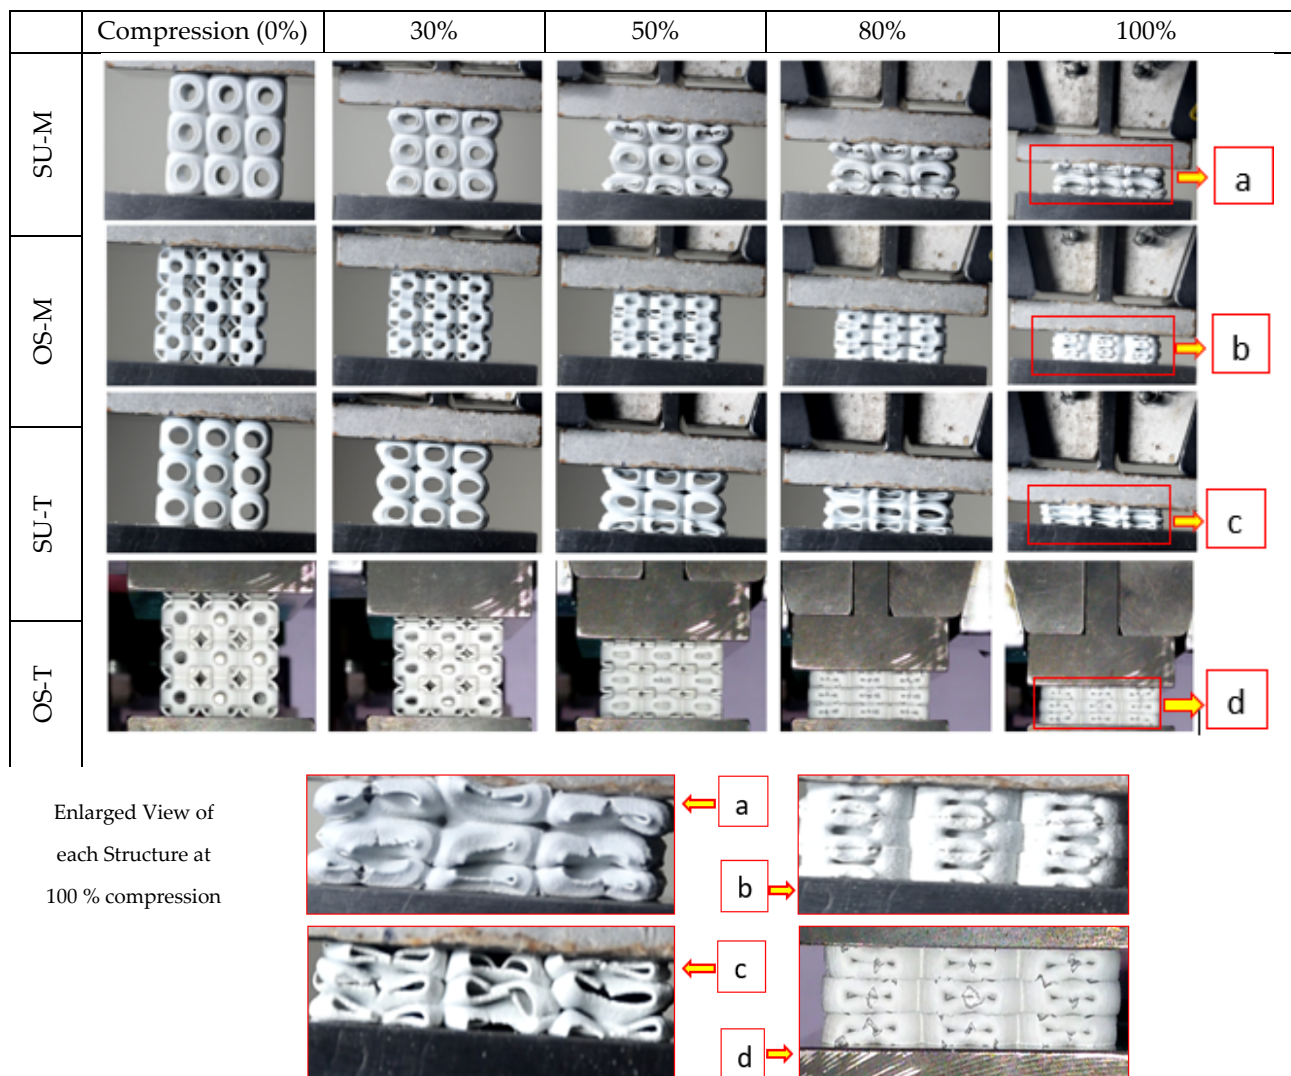 Compression (0%) 30% 50% 80% 100%
SU-M
a
OS-M
b
SU-T
c
OS-T
d
Enlarged View of
each Structure at
100 % compression
a
b
c
d